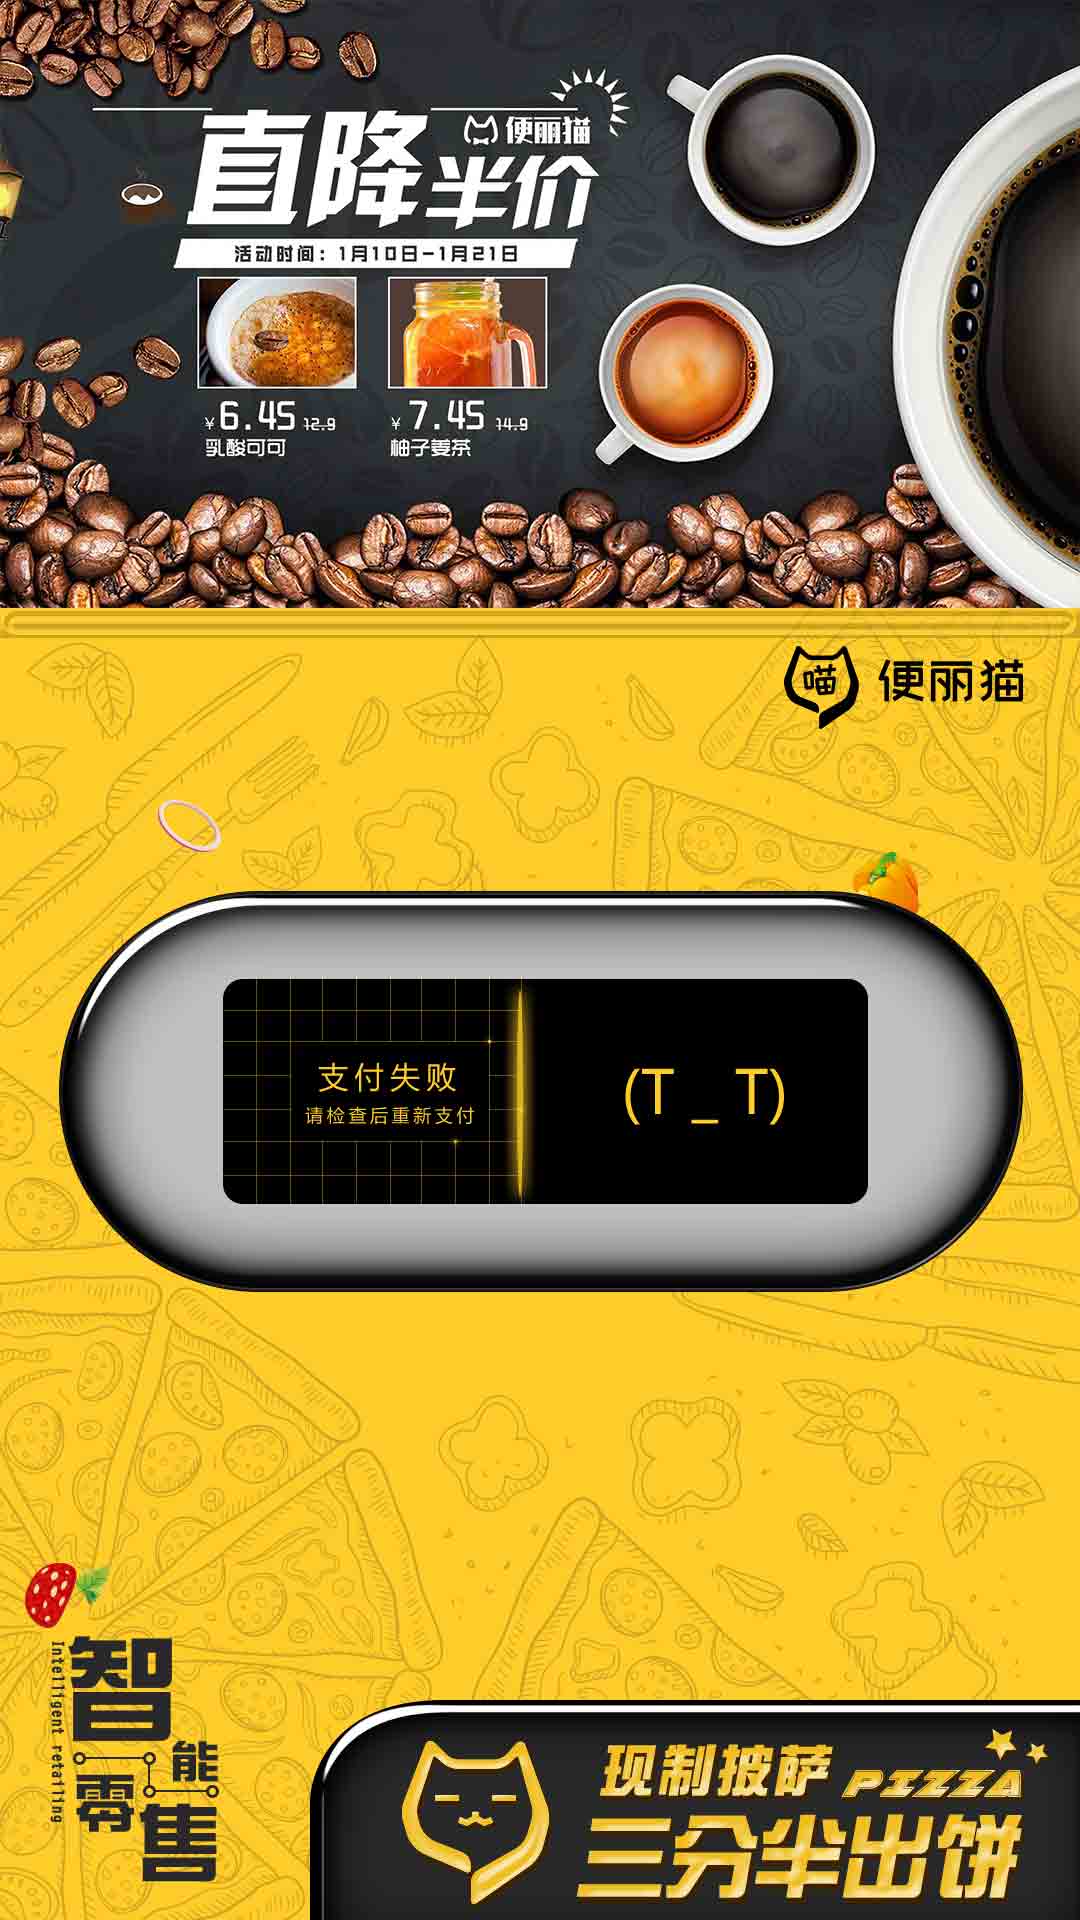 便丽猫
直降半价
活动时间：1月10日-1月21日
￥6.45 12.9
乳酸可可
￥7.45 14.9
柚子姜茶
喵 便丽猫
支付失败
请检查后重新支付
(T _ T)
智能零售
Intelligent retailing
现制披萨 PIZZA
三分半出饼